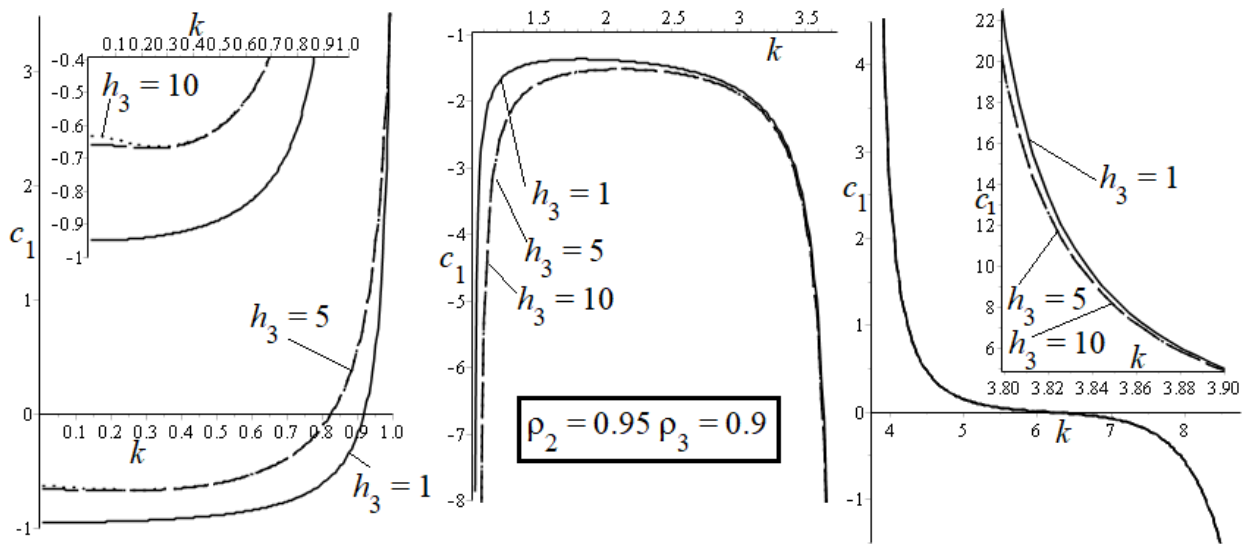 k
0.1 0.20.30.40.50.60.70.80.91.0
-0.4
-0.5
-0.6
-0.7
-0.8
-0.9
-1
h3 = 10
3
2
1
0
-1
c1
h3 = 5
0.1 0.2 0.3 0.4 0.5 0.6 0.7 0.8 0.9 1.0
k
h3 = 1
1.5 2 2.5 3 3.5
k
-1
-2
-3
-4
-5
-6
-7
-8
c1
h3 = 1
h3 = 5
h3 = 10
ρ2 = 0.95 ρ3 = 0.9
4
3
2
1
0
-1
c1
4 5 6 7 8
k
22
20
18
16
14
12
10
8
6
c1
h3 = 1
h3 = 5
h3 = 10
k
3.80 3.82 3.84 3.86 3.88 3.90